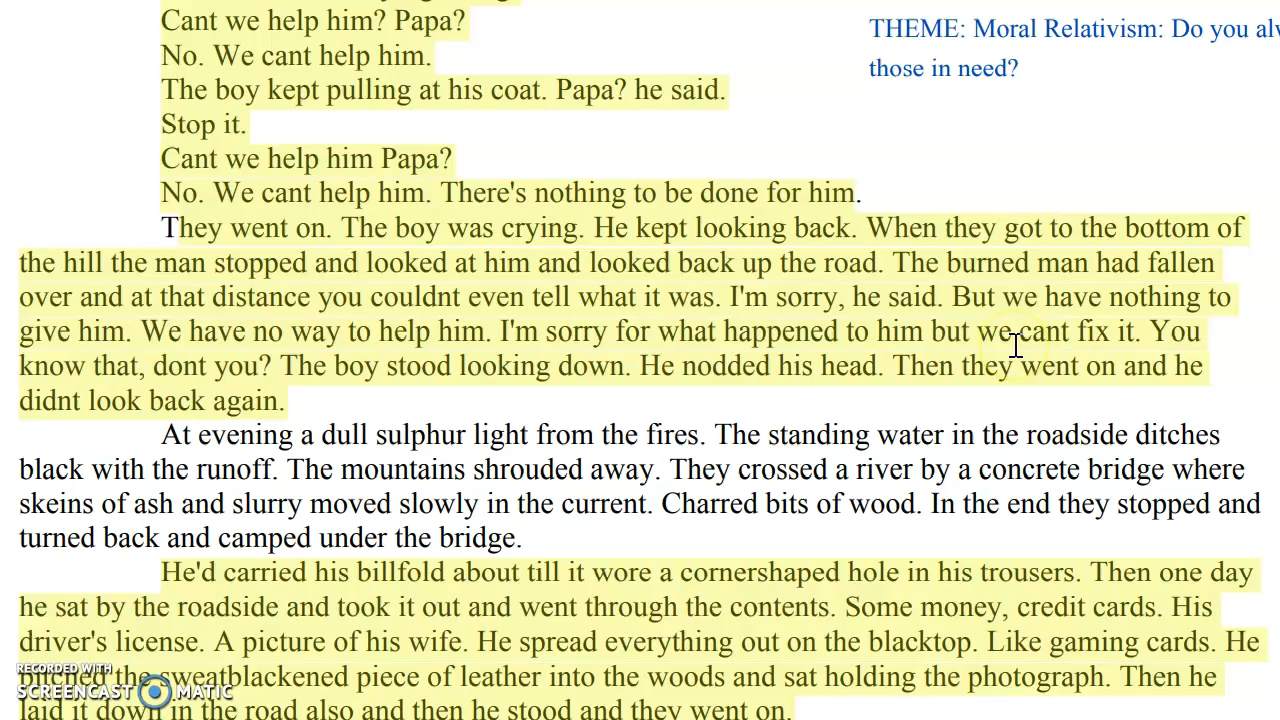 Cant we help him? Papa?
No. We cant help him.
The boy kept pulling at his coat. Papa? he said.
Stop it.
Cant we help him Papa?
No. We cant help him. There's nothing to be done for him.
They went on. The boy was crying. He kept looking back. When they got to the bottom of
the hill the man stopped and looked at him and looked back up the road. The burned man had fallen
over and at that distance you couldnt even tell what it was. I'm sorry, he said. But we have nothing to
give him. We have no way to help him. I'm sorry for what happened to him but we cant fix it. You
know that, dont you? The boy stood looking down. He nodded his head. Then they went on and he
didnt look back again.
At evening a dull sulphur light from the fires. The standing water in the roadside ditches
black with the runoff. The mountains shrouded away. They crossed a river by a concrete bridge where
skeins of ash and slurry moved slowly in the current. Charred bits of wood. In the end they stopped and
turned back and camped under the bridge.
He'd carried his billfold about till it wore a cornershaped hole in his trousers. Then one day
he sat by the roadside and took it out and went through the contents. Some money, credit cards. His
driver's license. A picture of his wife. He spread everything out on the blacktop. Like gaming cards. He
pitched the sweatblackened piece of leather into the woods and sat holding the photograph. Then he
laid it down in the road also and then he stood and they went on.
THEME: Moral Relativism: Do you
those in need?
RECORDED WITH
SCREENCAST MATIC